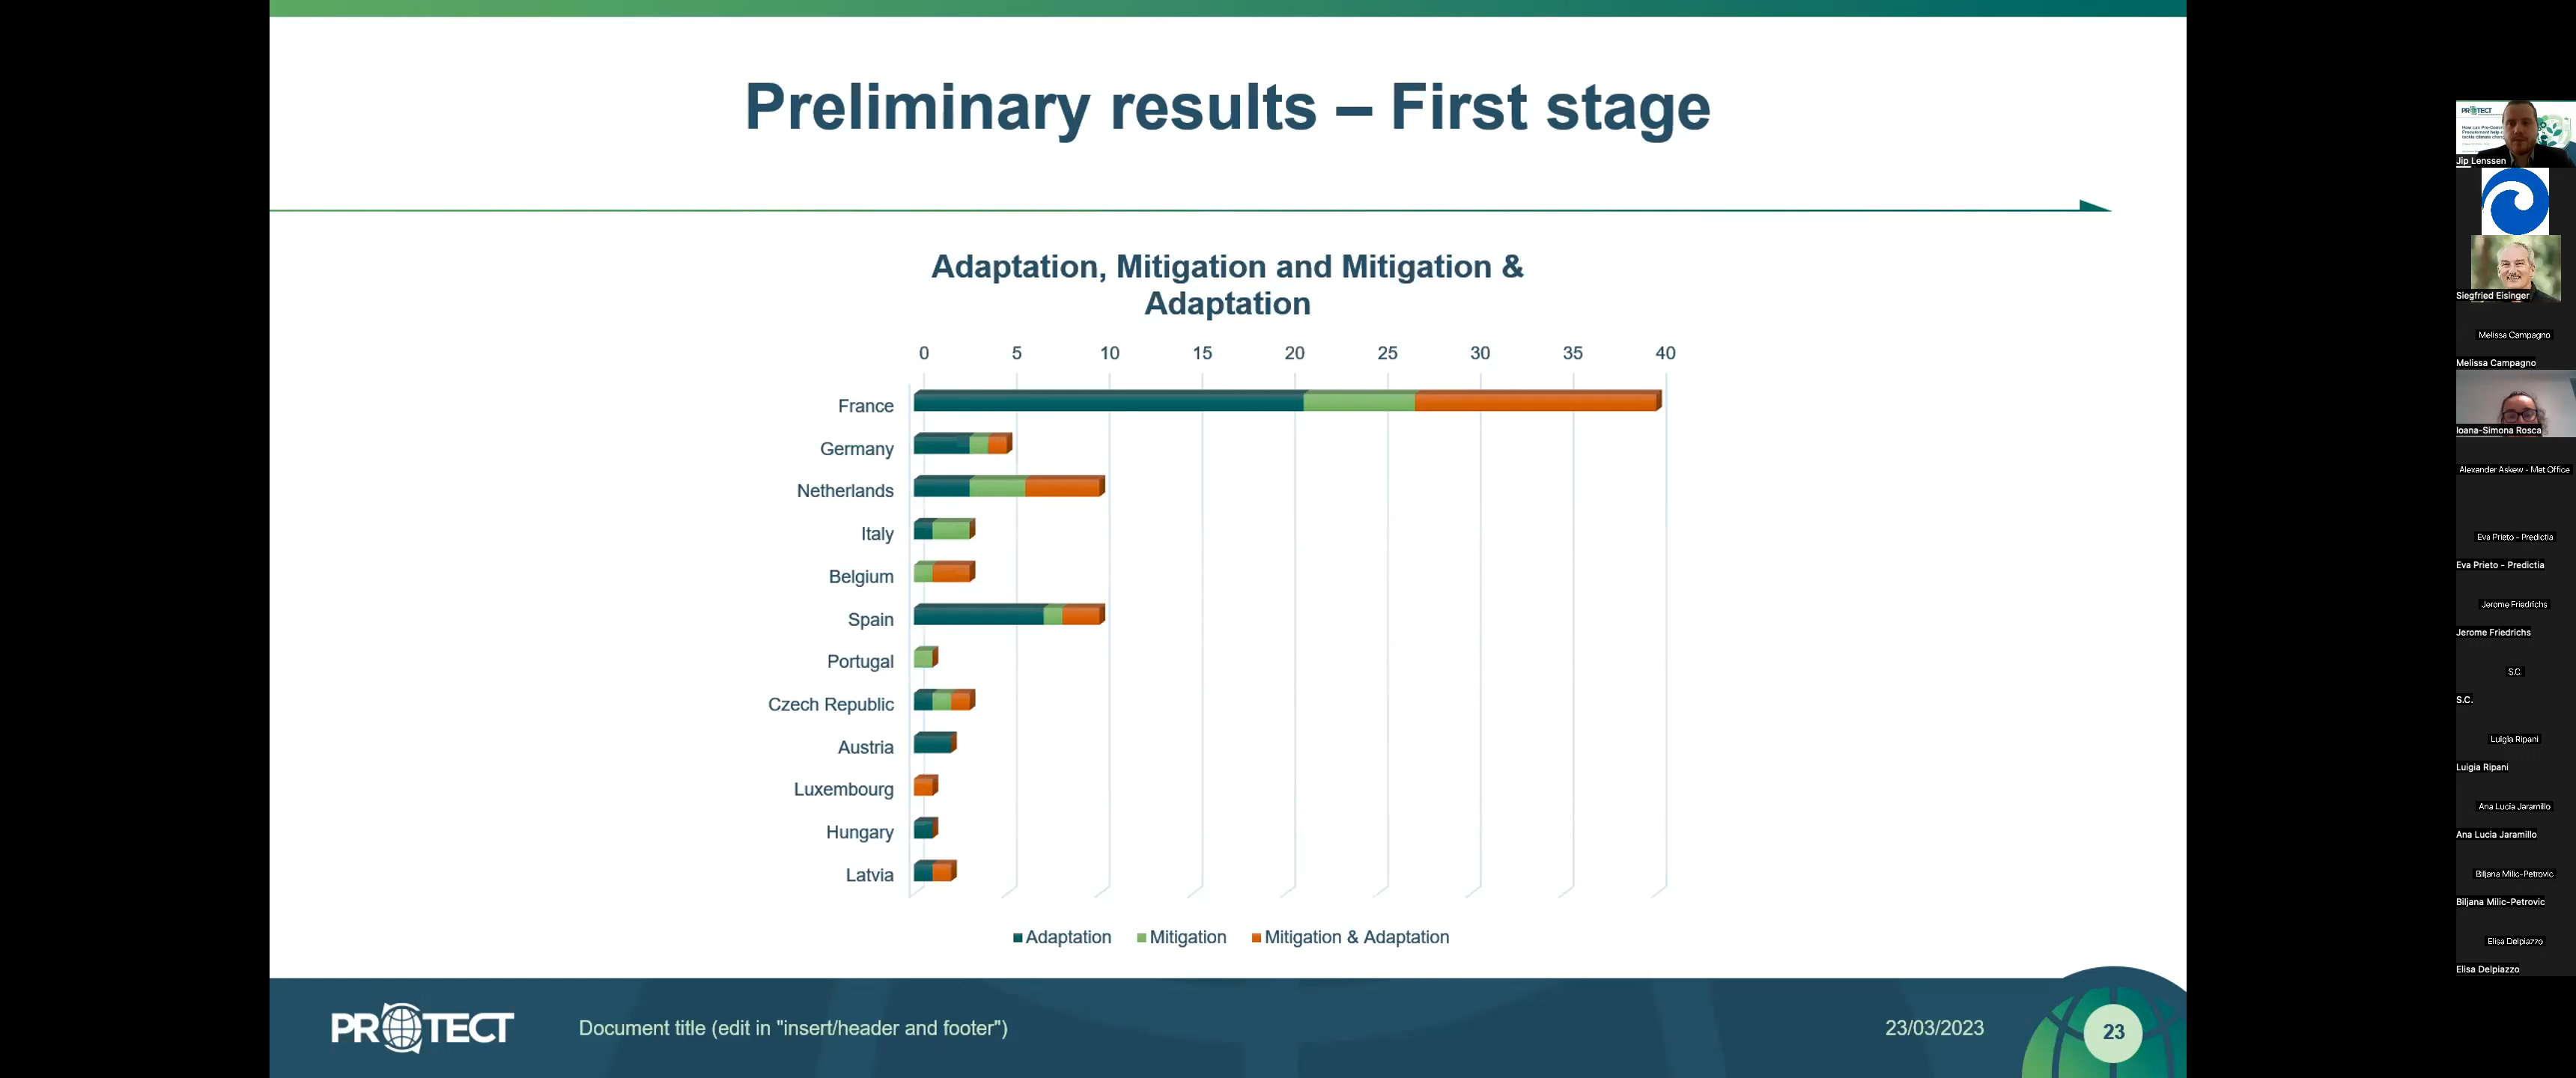 Preliminary results – First stage
Adaptation, Mitigation and Mitigation &
Adaptation
0 5 10 15 20 25 30 35 40
France
Germany
Netherlands
Italy
Belgium
Spain
Portugal
Czech Republic
Austria
Luxembourg
Hungary
Latvia
Adaptation Mitigation Mitigation & Adaptation
PROTECT
Document title (edit in "insert/header and footer")
23/03/2023
23
PROTECT
Jip Lenssen
Siegfried Eisinger
Melissa Campagno
Melissa Campagno
Ioana-Simona Rosca
Alexander Askew - Met Office
Eva Prieto - Predictia
Eva Prieto - Predictia
Jerome Friedrichs
Jerome Friedrichs
S.C.
S.C.
Luigia Ripani
Luigia Ripani
Ana Lucia Jaramillo
Ana Lucia Jaramillo
Biljana Milic-Petrovic
Biljana Milic-Petrovic
Elisa Delpiazzo
Elisa Delpiazzo